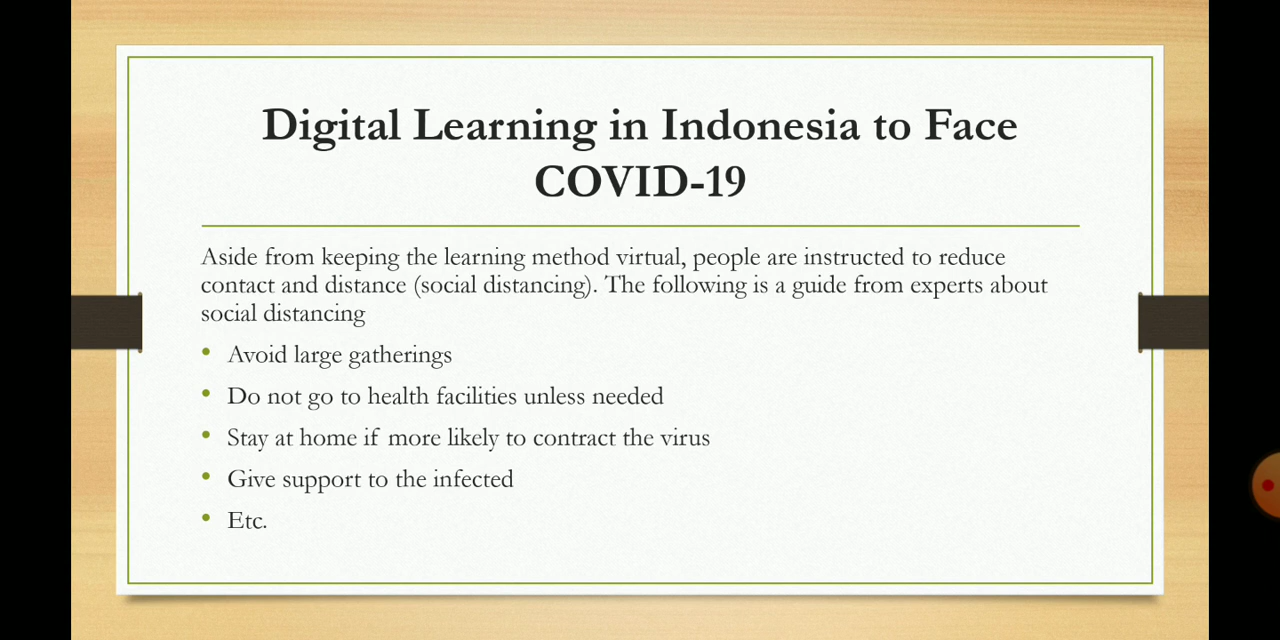 Digital Learning in Indonesia to Face
COVID-19
Aside from keeping the learning method virtual, people are instructed to reduce
contact and distance (social distancing). The following is a guide from experts about
social distancing
• Avoid large gatherings
• Do not go to health facilities unless needed
• Stay at home if more likely to contract the virus
• Give support to the infected
• Etc.